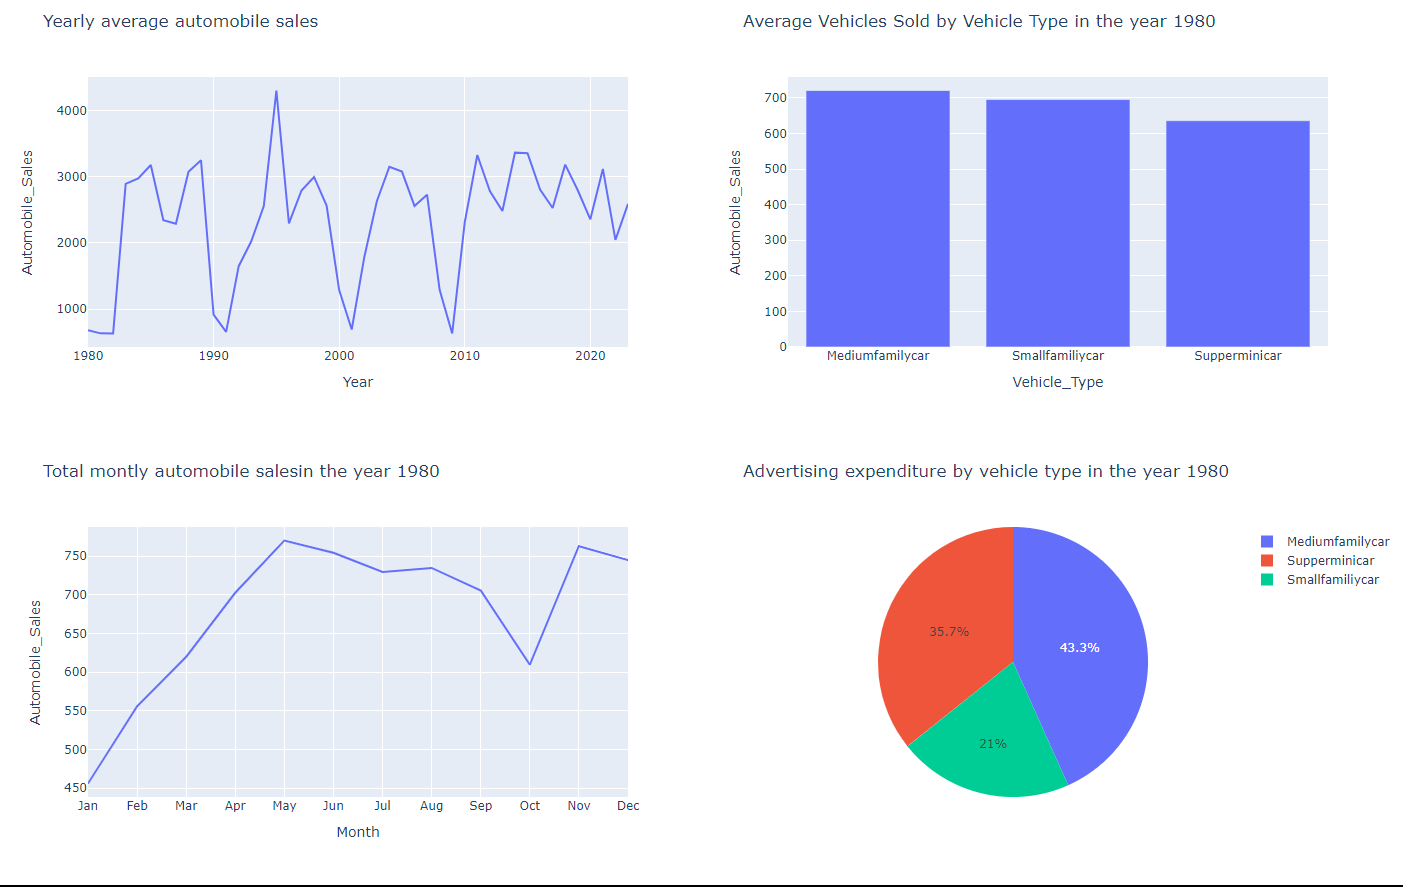 Yearly average automobile sales
4000
3000
2000
1000
Automobile_Sales
1980 1990 2000 2010 2020
Year
Average Vehicles Sold by Vehicle Type in the year 1980
700
600
500
400
300
200
100
0
Automobile_Sales
Mediumfamilycar Smallfamiliycar Supperminicar
Vehicle_Type
Total montly automobile salesin the year 1980
750
700
650
600
550
500
450
Automobile_Sales
Jan Feb Mar Apr May Jun Jul Aug Sep Oct Nov Dec
Month
Advertising expenditure by vehicle type in the year 1980
Mediumfamilycar
Supperminicar
Smallfamiliycar
35.7%
43.3%
21%